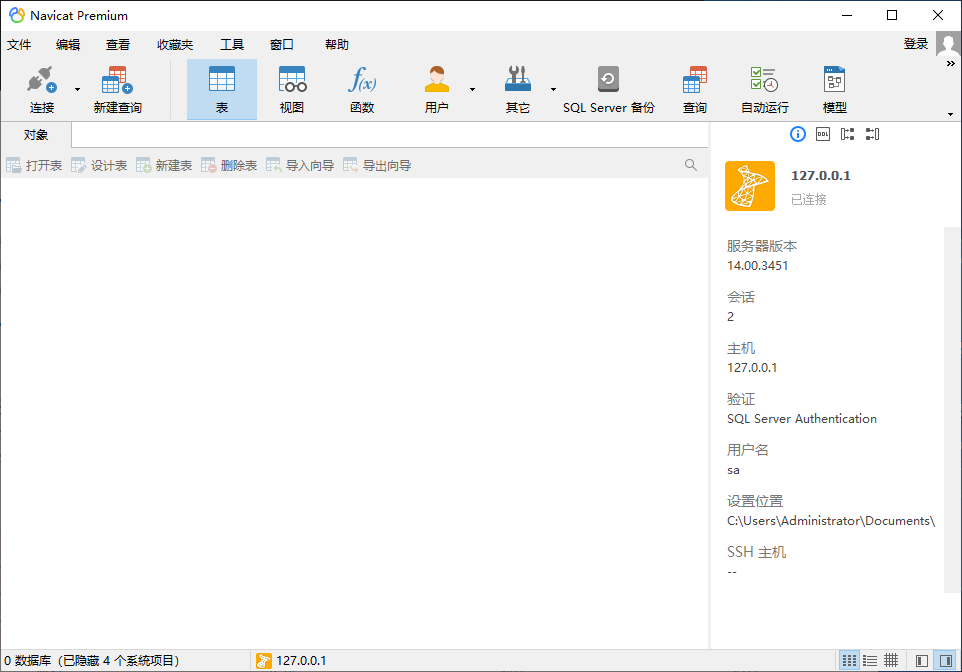 Navicat Premium
文件 编辑 查看 收藏夹 工具 窗口 帮助 登录
连接 新建查询 表 视图 函数 用户 其它 SQL Server 备份 查询 自动运行 模型
对象
打开表 设计表 新建表 删除表 导入向导 导出向导
127.0.0.1
已连接
服务器版本
14.00.3451
会话
2
主机
127.0.0.1
验证
SQL Server Authentication
用户名
sa
设置位置
C:\Users\Administrator\Documents\
SSH 主机
--
0 数据库（已隐藏 4 个系统项目） 127.0.0.1